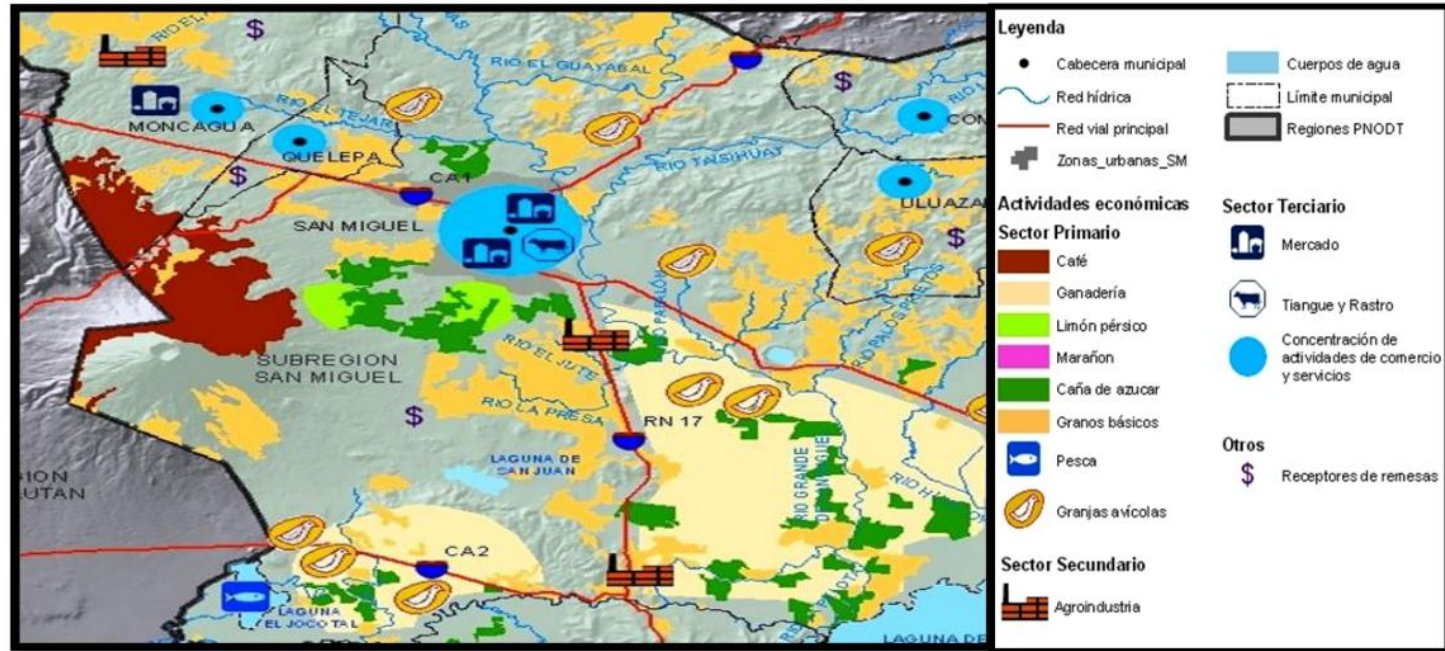 CA7
RIO EL GUAYABAL
MONCAGUA
RIO EL TEJAR
QUELEPA
RIO TAISIHUAT
CA1
SAN MIGUEL
SUBREGION
SAN MIGUEL
RIO EL JUTE
RIO LA PRESA
RN 17
LAGUNA DE
SAN JUAN
RIO GRANDE
CA2
LAGUNA
EL JOCOTAL
LAGUNA DE
Leyenda
Cabecera municipal
Red hídrica
Red vial principal
Zonas_urbanas_SM
Cuerpos de agua
Límite municipal
Regiones PNODT
Actividades económicas
Sector Primario
Café
Ganadería
Limón pérsico
Marañon
Caña de azucar
Granos básicos
Pesca
Granjas avícolas
Sector Secundario
Agroindustria
Sector Terciario
Mercado
Tiangue y Rastro
Concentración de
actividades de comercio
y servicios
Otros
$ Receptores de remesas